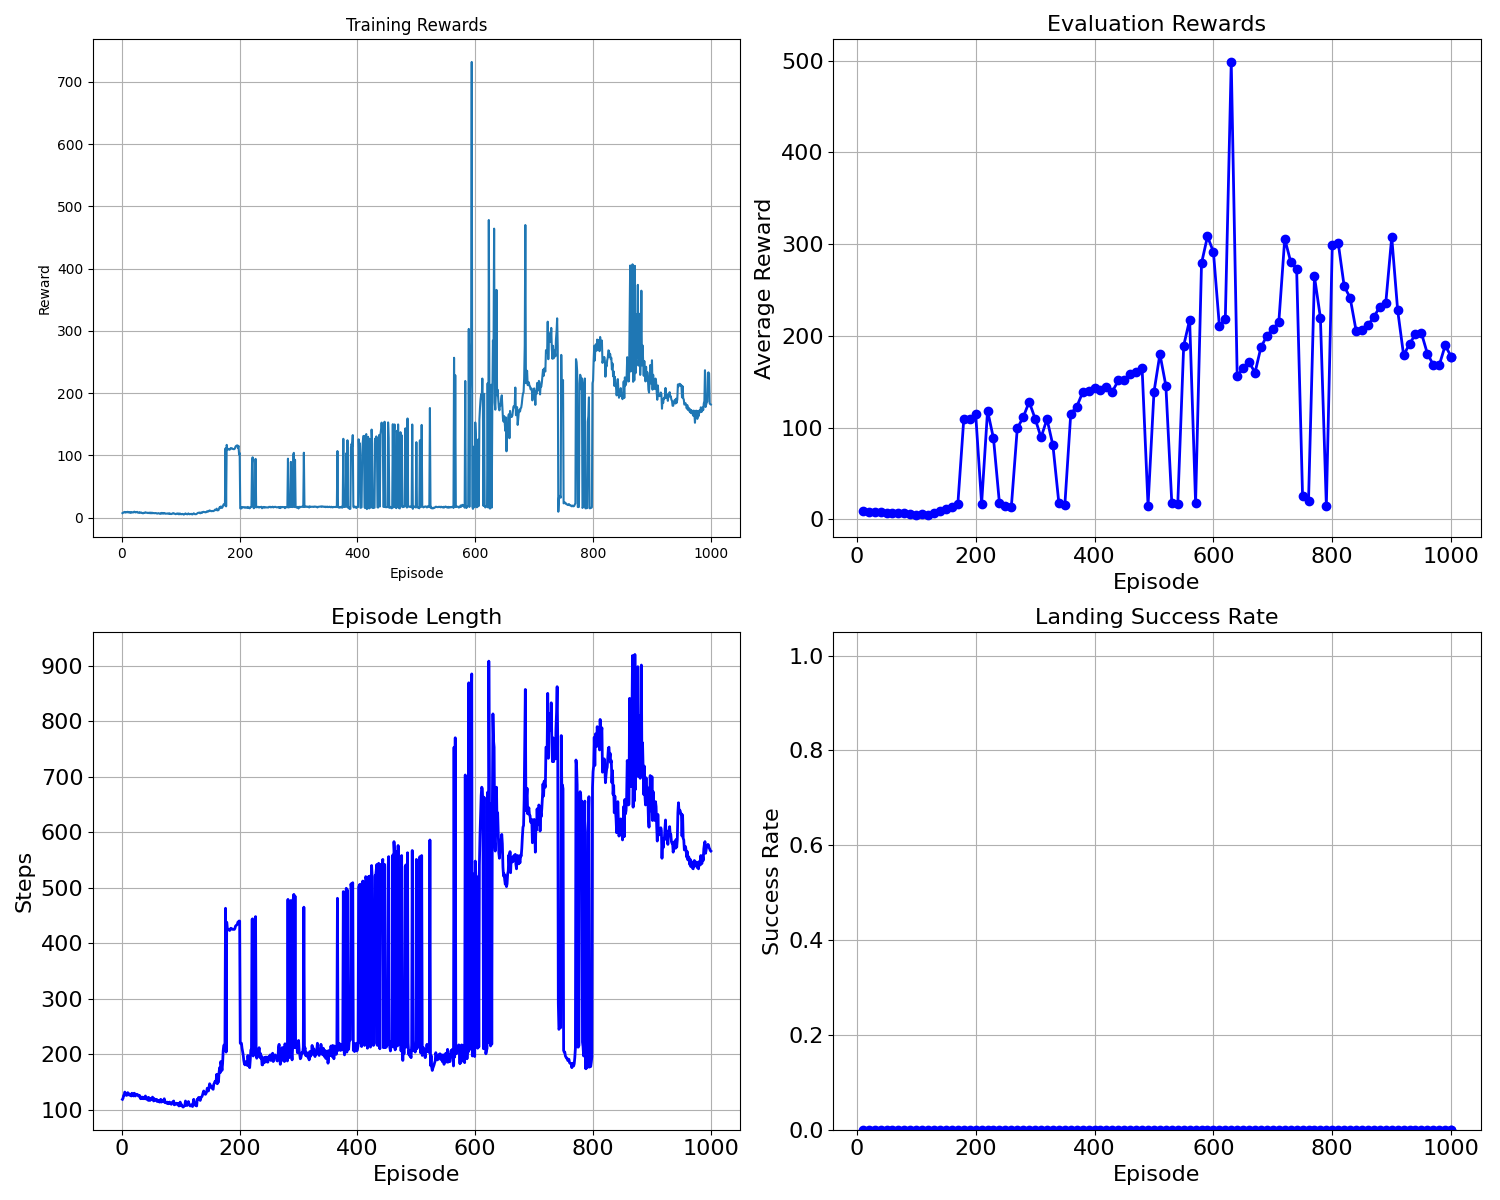 Training Rewards
Reward
700
600
500
400
300
200
100
0
0 200 400 600 800 1000
Episode
Evaluation Rewards
Average Reward
500
400
300
200
100
0
0 200 400 600 800 1000
Episode
Episode Length
Steps
900
800
700
600
500
400
300
200
100
0 200 400 600 800 1000
Episode
Landing Success Rate
Success Rate
1.0
0.8
0.6
0.4
0.2
0.0
0 200 400 600 800 1000
Episode